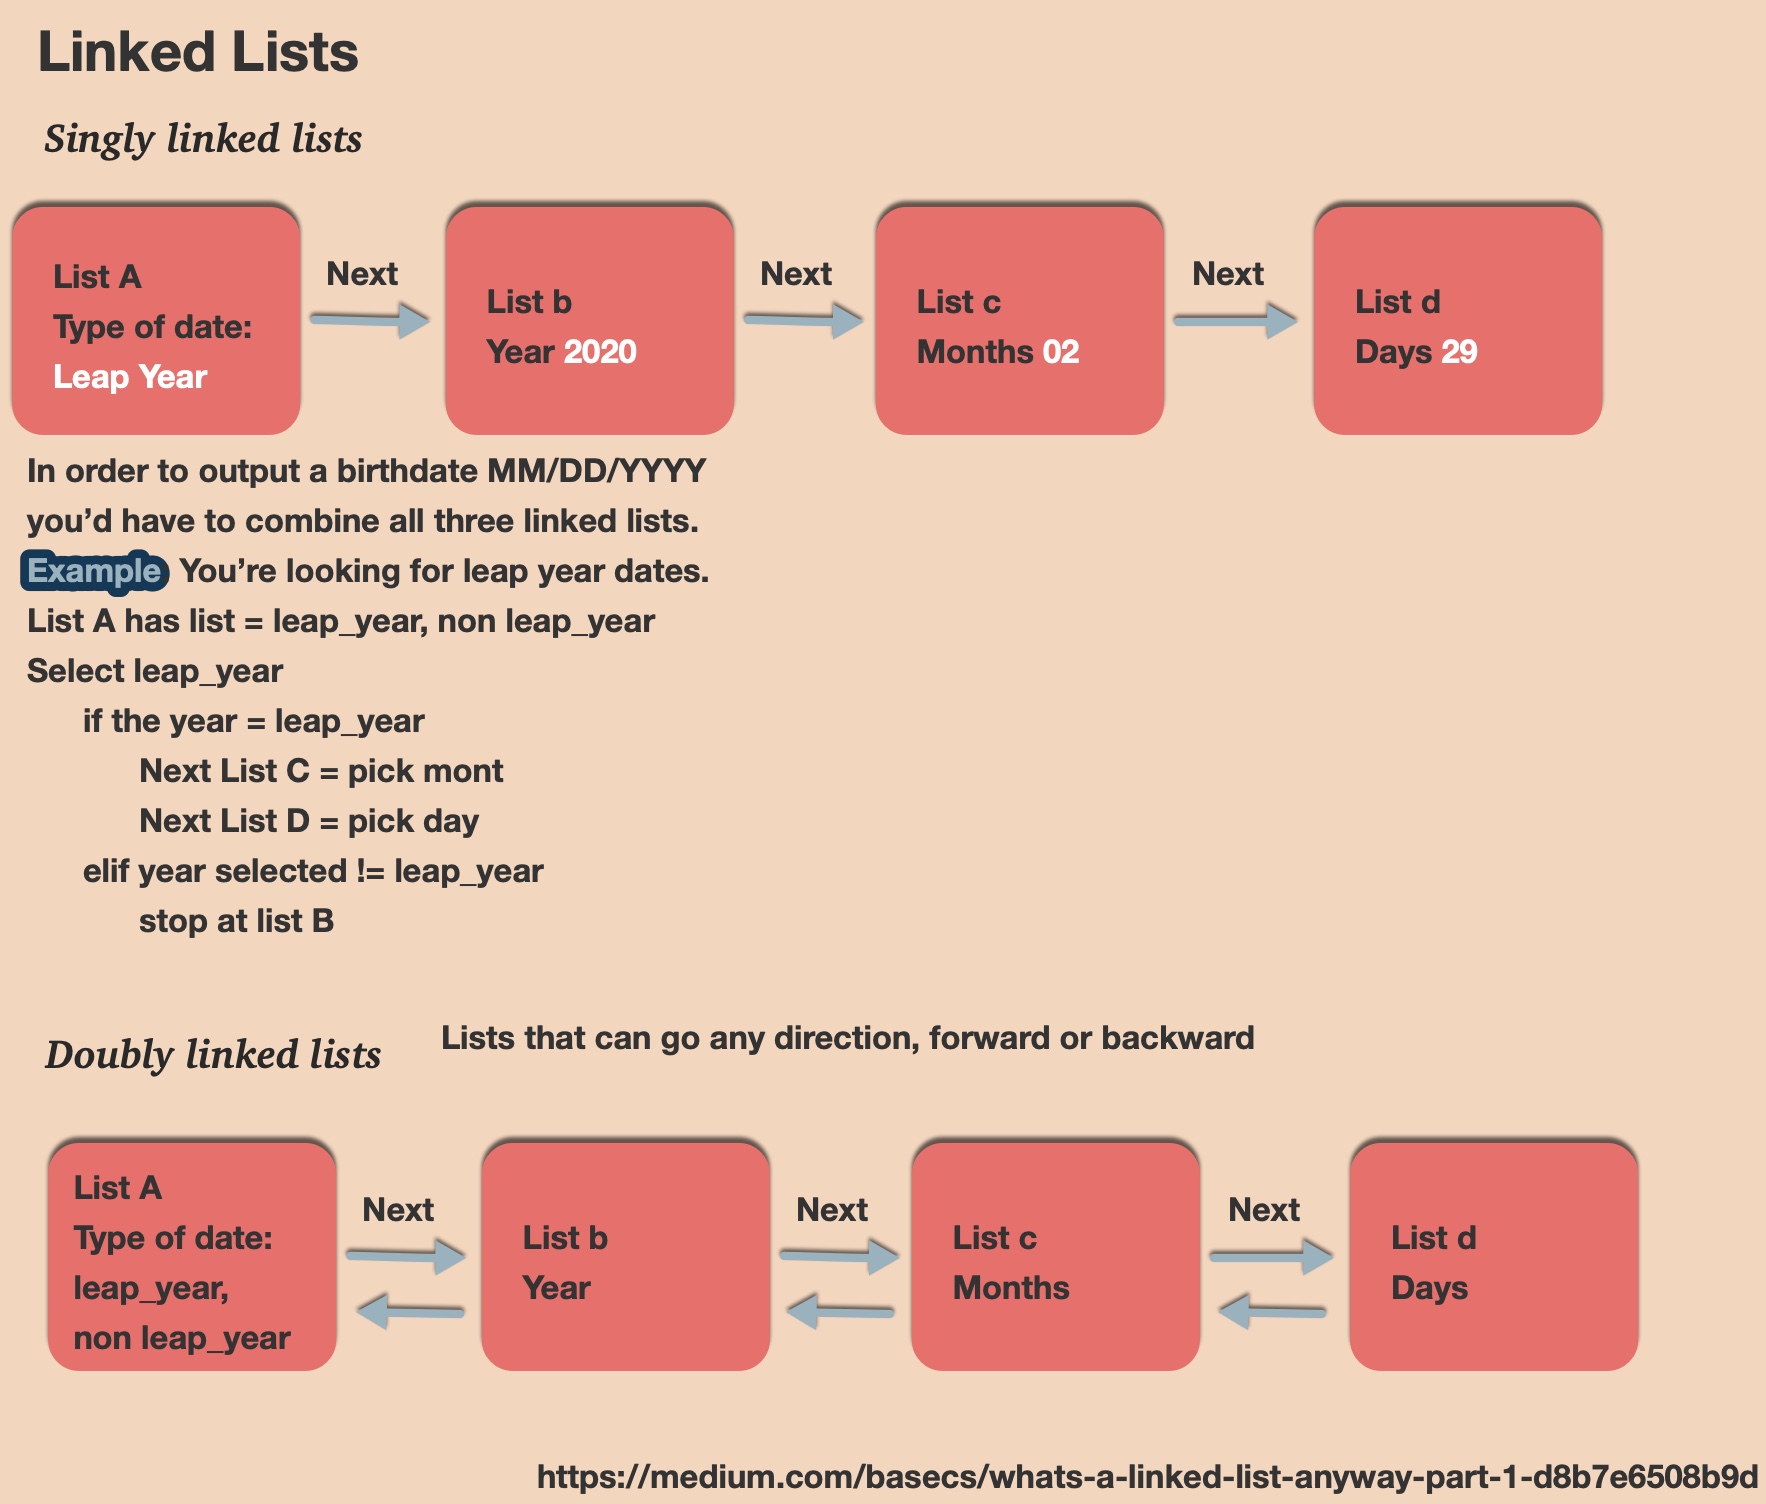 Linked Lists
Singly linked lists
List A
Type of date:
Leap Year
Next
List b
Year 2020
Next
List c
Months 02
Next
List d
Days 29
In order to output a birthdate MM/DD/YYYY
you’d have to combine all three linked lists.
Example You’re looking for leap year dates.
List A has list = leap_year, non leap_year
Select leap_year
if the year = leap_year
Next List C = pick mont
Next List D = pick day
elif year selected != leap_year
stop at list B
Doubly linked lists
Lists that can go any direction, forward or backward
List A
Type of date:
leap_year,
non leap_year
Next
List b
Year
Next
List c
Months
Next
List d
Days
https://medium.com/basecs/whats-a-linked-list-anyway-part-1-d8b7e6508b9d